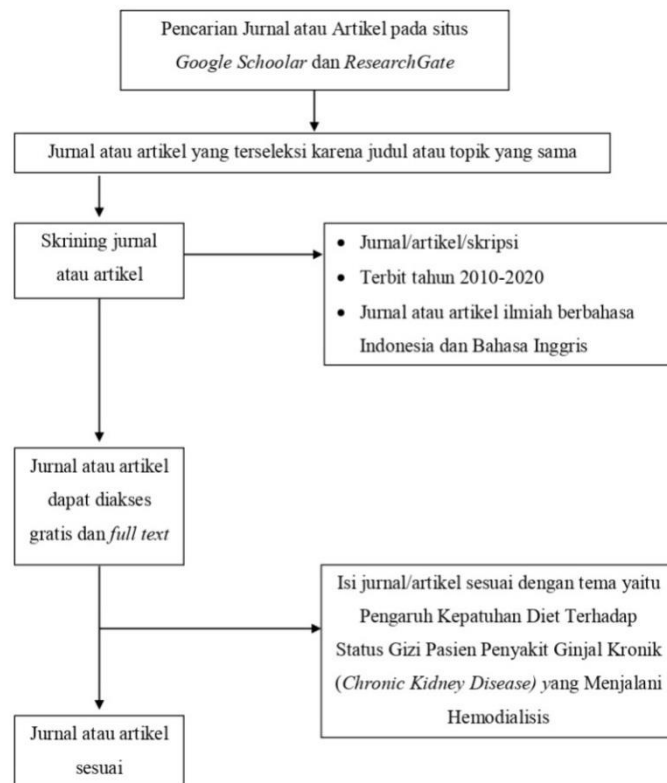 Pencarian Jurnal atau Artikel pada situs
Google Schoolar dan ResearchGate
Jurnal atau artikel yang terseleksi karena judul atau topik yang sama
Skrining jurnal
atau artikel
• Jurnal/artikel/skripsi
• Terbit tahun 2010-2020
• Jurnal atau artikel ilmiah berbahasa
Indonesia dan Bahasa Inggris
Jurnal atau artikel
dapat diakses
gratis dan full text
Isi jurnal/artikel sesuai dengan tema yaitu
Pengaruh Kepatuhan Diet Terhadap
Status Gizi Pasien Penyakit Ginjal Kronik
(Chronic Kidney Disease) yang Menjalani
Hemodialisis
Jurnal atau artikel
sesuai